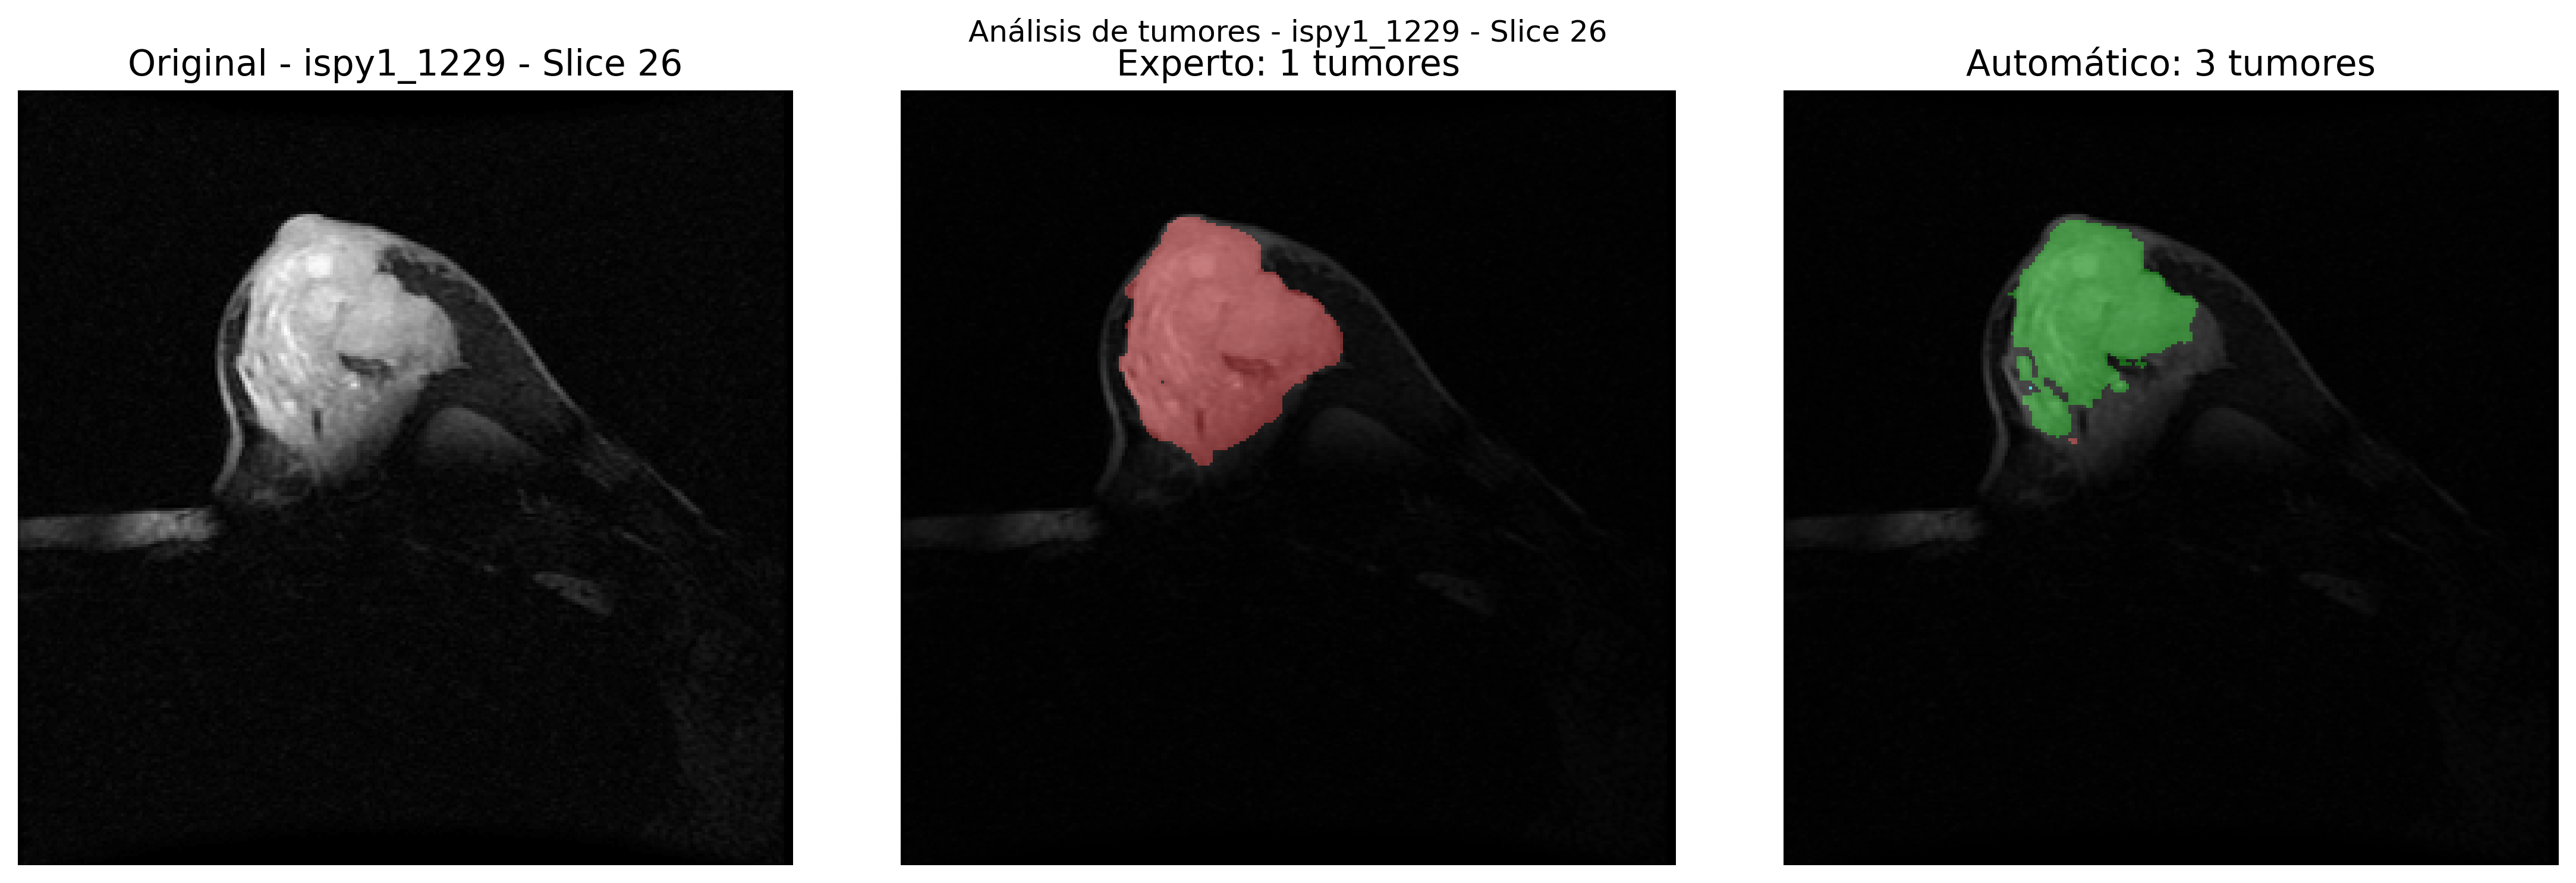 Análisis de tumores - ispy1_1229 - Slice 26
Original - ispy1_1229 - Slice 26
Experto: 1 tumores
Automático: 3 tumores